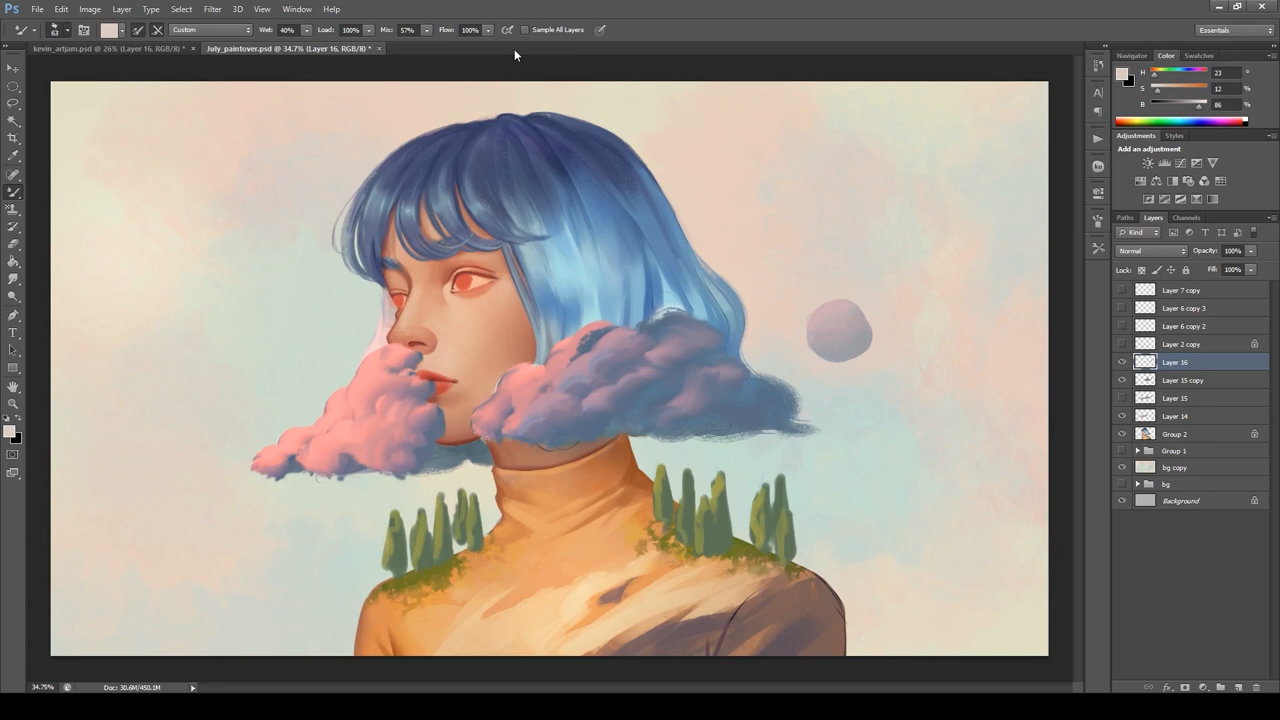 Ps File Edit Image Layer Type Select Filter 3D View Window Help
63 Custom Wet: 40% Load: 100% Mix: 57% Flow: 100% Sample All Layers Essentials
kevin_artjam.psd @ 26% (Layer 16, RGB/8) * × July_paintover.psd @ 34.7% (Layer 16, RGB/8) * ×
Navigator Color Swatches
H 23 °
S 12 %
B 86 %
Adjustments Styles
Add an adjustment
Paths Layers Channels
Kind
Normal Opacity: 100%
Lock: Fill: 100%
Layer 7 copy
Layer 6 copy 3
Layer 6 copy 2
Layer 2 copy
Layer 16
Layer 15 copy
Layer 15
Layer 14
Group 2
Group 1
bg copy
bg
Background
34.75% Doc: 30.6M/450.1M